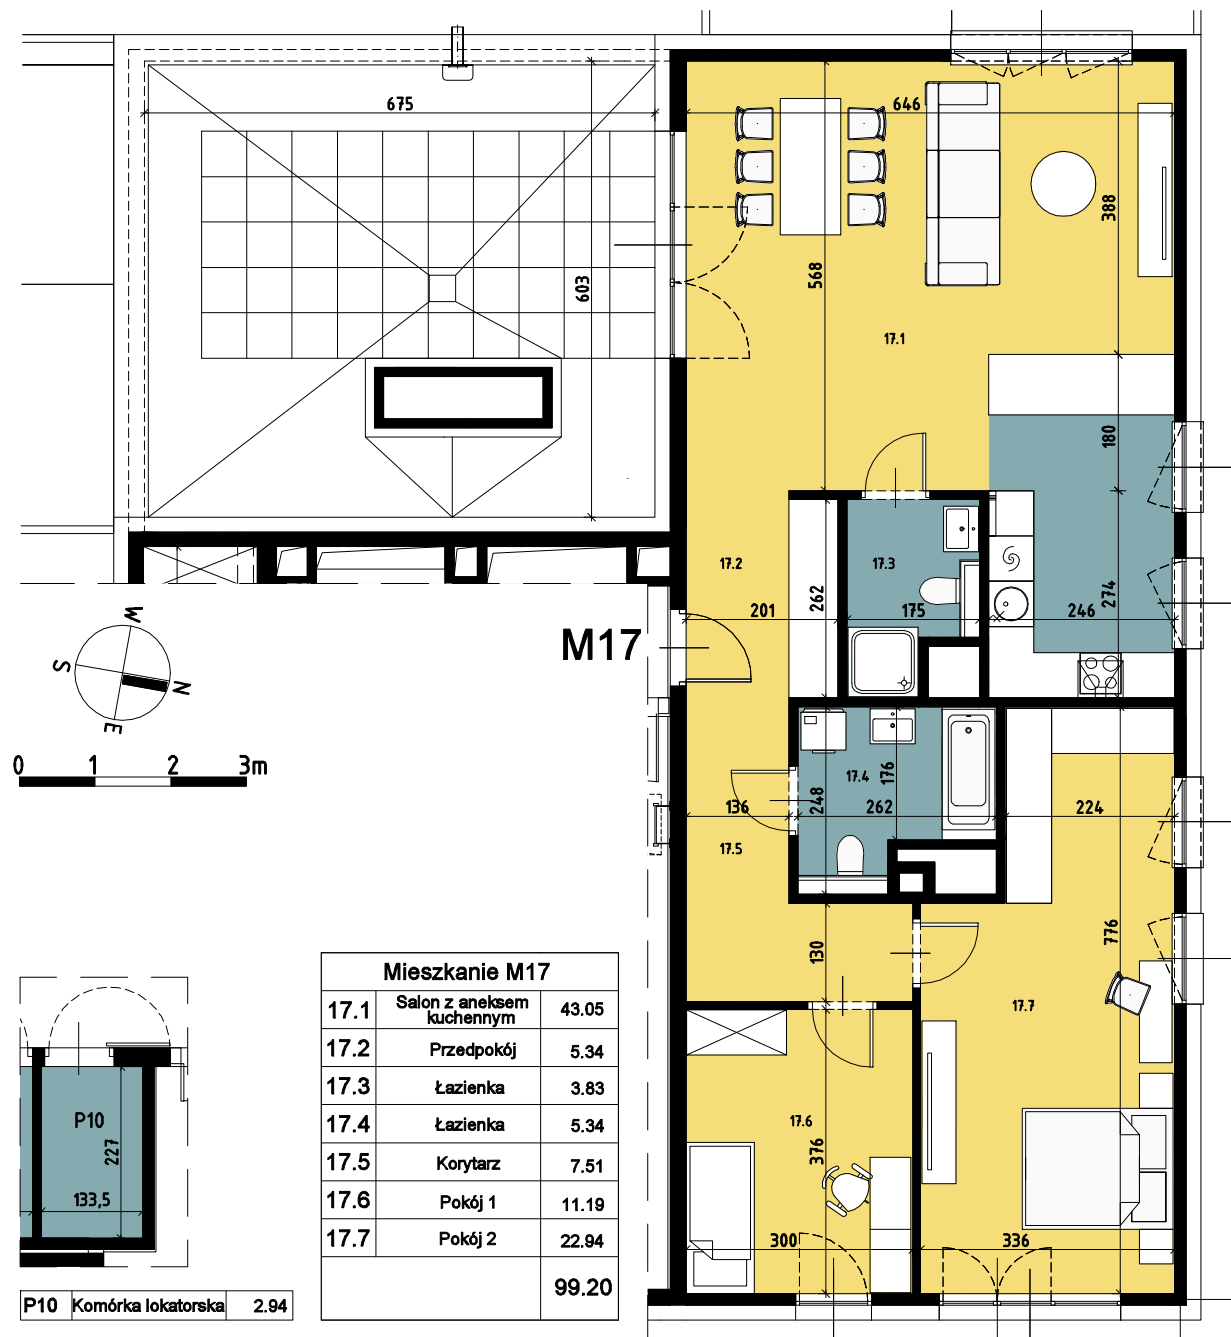 675
646
388
568
603
17.1
180
17.2
17.3
262
274
201
175
246
M17
W
S
N
E
0 1 2 3m
17.4
176
248
136
262
224
17.5
130
776
17.7
Mieszkanie M17
17.1 Salon z aneksem kuchennym 43.05
17.2 Przedpokój 5.34
17.3 Łazienka 3.83
17.4 Łazienka 5.34
17.5 Korytarz 7.51
17.6 Pokój 1 11.19
17.7 Pokój 2 22.94
99.20
P10
227
133,5
17.6
376
300
336
P10 Komórka lokatorska 2.94